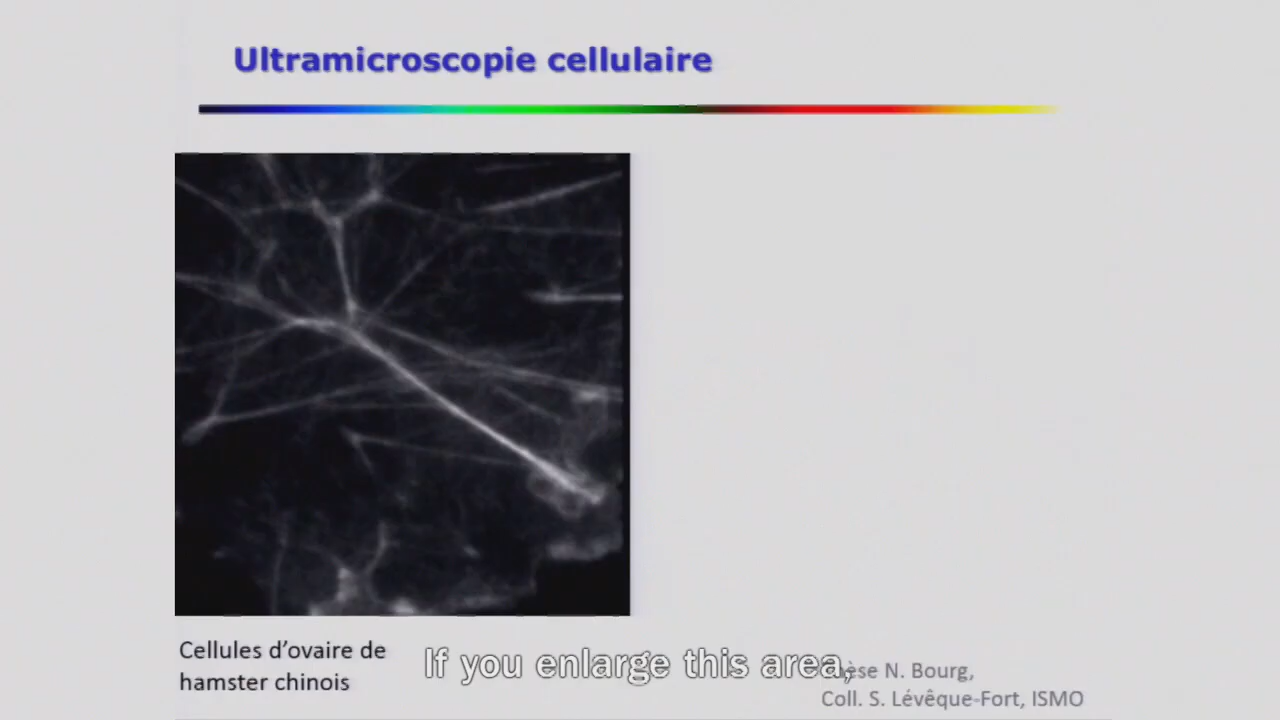 Ultramicroscopie cellulaire
Cellules d'ovaire de
hamster chinois
If you enlarge this area,
N. Bourg,
Coll. S. Lévêque-Fort, ISMO